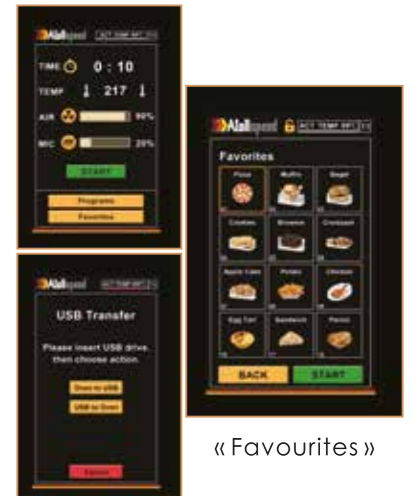 TIME 0 : 10
TEMP 217
AIR 90%
MIC 20%
START
Programs
Favorites
USB Transfer
Please insert USB drive,
then choose action.
Oven to USB
USB to Oven
Cancel
Favorites
Pizza Muffin Bagel
Cookies Brownie Croissant
Apple Cake Potato Chicken
Egg Tart Sandwich Panini
BACK START
« Favourites »